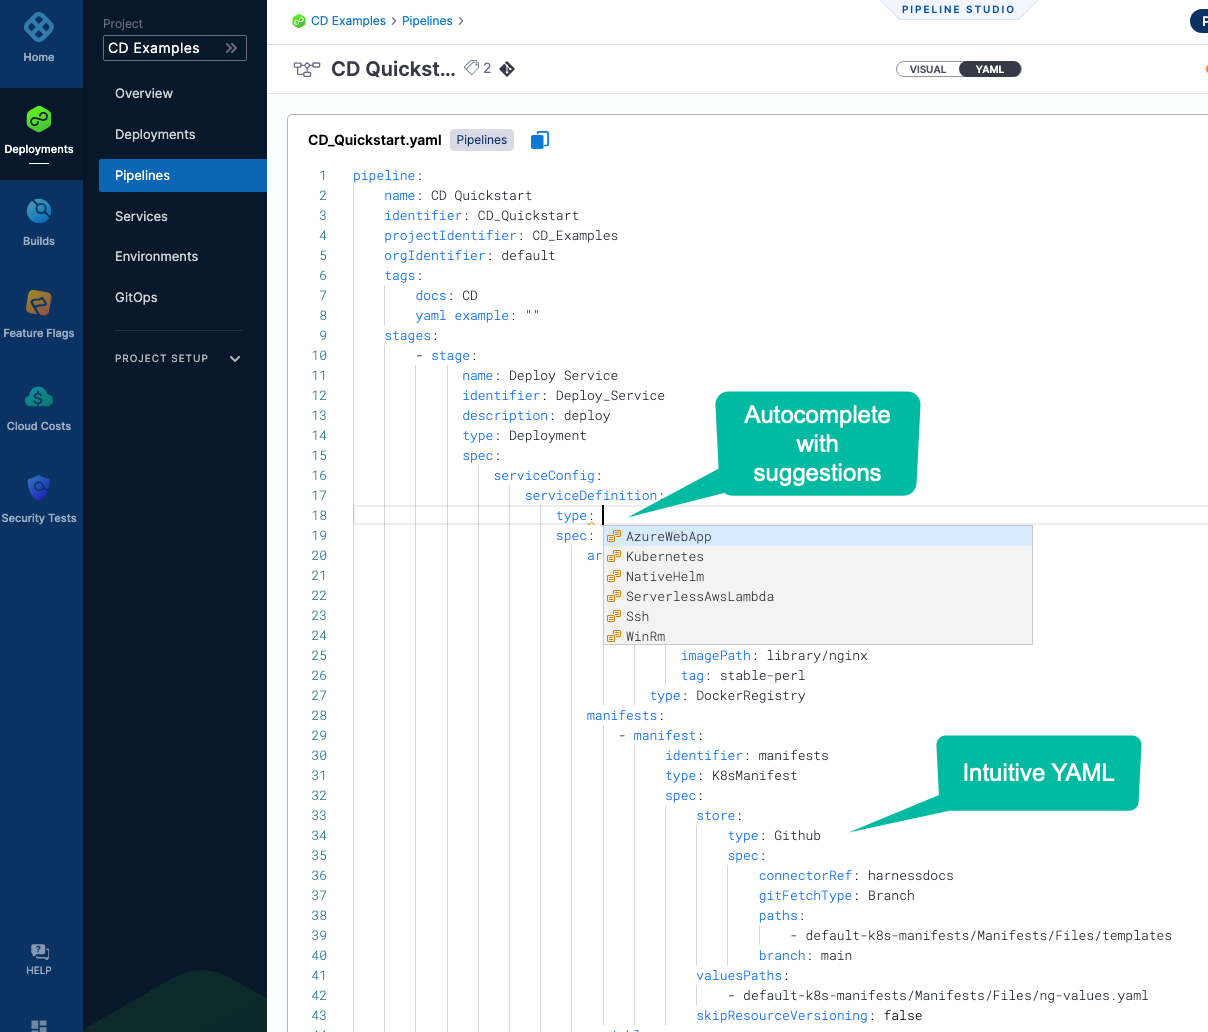 Home
Deployments
Builds
Feature Flags
Cloud Costs
Security Tests
HELP
Project
CD Examples
Overview
Deployments
Pipelines
Services
Environments
GitOps
PROJECT SETUP
CD Examples > Pipelines >
PIPELINE STUDIO
CD Quickst... 2
VISUAL YAML
CD_Quickstart.yaml Pipelines
1 pipeline:
2 name: CD Quickstart
3 identifier: CD_Quickstart
4 projectIdentifier: CD_Examples
5 orgIdentifier: default
6 tags:
7 docs: CD
8 yaml example: ""
9 stages:
10 - stage:
11 name: Deploy Service
12 identifier: Deploy_Service
13 description: deploy
14 type: Deployment
15 spec:
16 serviceConfig:
17 serviceDefinition:
18 type:
19 spec:
20 ar
21
22
23
24
25 imagePath: library/nginx
26 tag: stable-perl
27 type: DockerRegistry
28 manifests:
29 - manifest:
30 identifier: manifests
31 type: K8sManifest
32 spec:
33 store:
34 type: Github
35 spec:
36 connectorRef: harnessdocs
37 gitFetchType: Branch
38 paths:
39 - default-k8s-manifests/Manifests/Files/templates
40 branch: main
41 valuesPaths:
42 - default-k8s-manifests/Manifests/Files/ng-values.yaml
43 skipResourceVersioning: false
AzureWebApp
Kubernetes
NativeHelm
ServerlessAwsLambda
Ssh
WinRm
Autocomplete
with
suggestions
Intuitive YAML